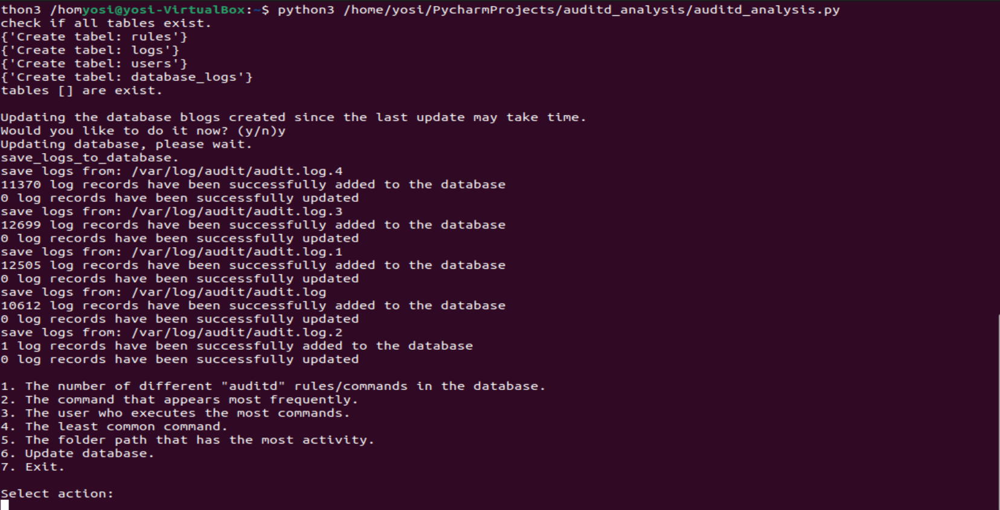 thon3 /homyosi@yosi-VirtualBox:~$ python3 /home/yosi/PycharmProjects/auditd_analysis/auditd_analysis.py
check if all tables exist.
{'Create tabel: rules'}
{'Create tabel: logs'}
{'Create tabel: users'}
{'Create tabel: database_logs'}
tables [] are exist.
Updating the database blogs created since the last update may take time.
Would you like to do it now? (y/n)y
Updating database, please wait.
save_logs_to_database.
save logs from: /var/log/audit/audit.log.4
11370 log records have been successfully added to the database
0 log records have been successfully updated
save logs from: /var/log/audit/audit.log.3
12699 log records have been successfully added to the database
0 log records have been successfully updated
save logs from: /var/log/audit/audit.log.1
12505 log records have been successfully added to the database
0 log records have been successfully updated
save logs from: /var/log/audit/audit.log
10612 log records have been successfully added to the database
0 log records have been successfully updated
save logs from: /var/log/audit/audit.log.2
1 log records have been successfully added to the database
0 log records have been successfully updated
1. The number of different "auditd" rules/commands in the database.
2. The command that appears most frequently.
3. The user who executes the most commands.
4. The least common command.
5. The folder path that has the most activity.
6. Update database.
7. Exit.
Select action: